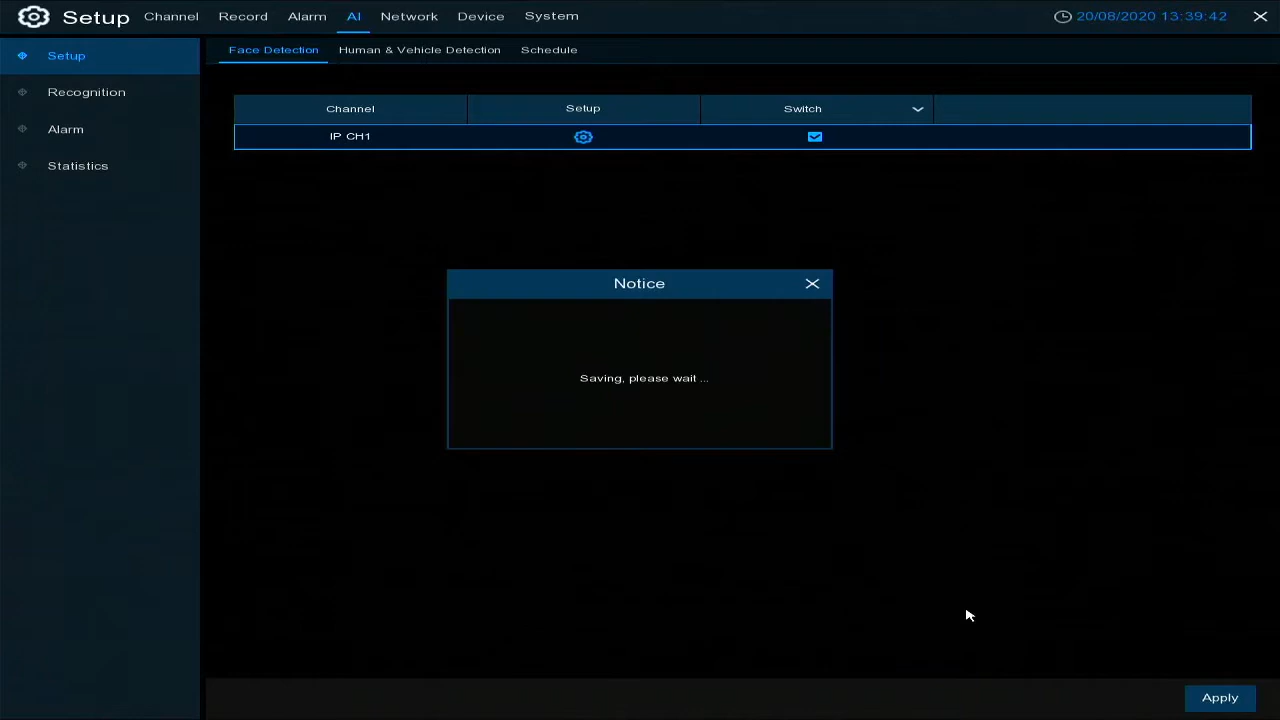 Setup Channel Record Alarm AI Network Device System 20/08/2020 13:39:42
Setup
Recognition
Alarm
Statistics
Face Detection Human & Vehicle Detection Schedule
Channel Setup Switch
IP CH1
Notice
Saving, please wait ...
Apply